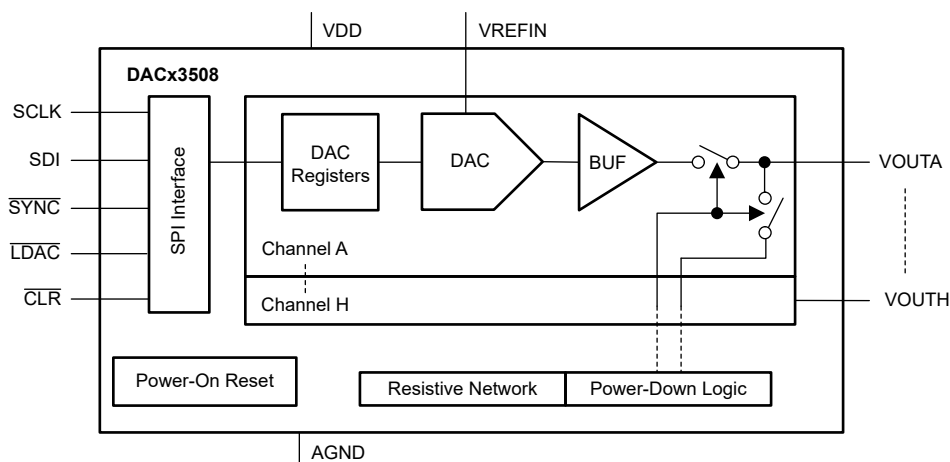 VDD
VREFIN
DACx3508
SCLK
SDI
SYNC
LDAC
CLR
SPI Interface
DAC
Registers
DAC
BUF
VOUTA
Channel A
Channel H
VOUTH
Power-On Reset
Resistive Network
Power-Down Logic
AGND